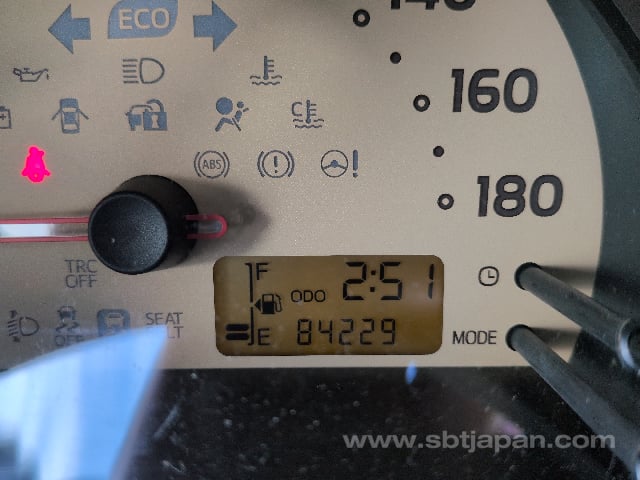 140
ECO
160
C
ABS
180
TRC
OFF
F
ODO
2:51
OFF
SEAT
E
84229
MODE
www.sbtjapan.com